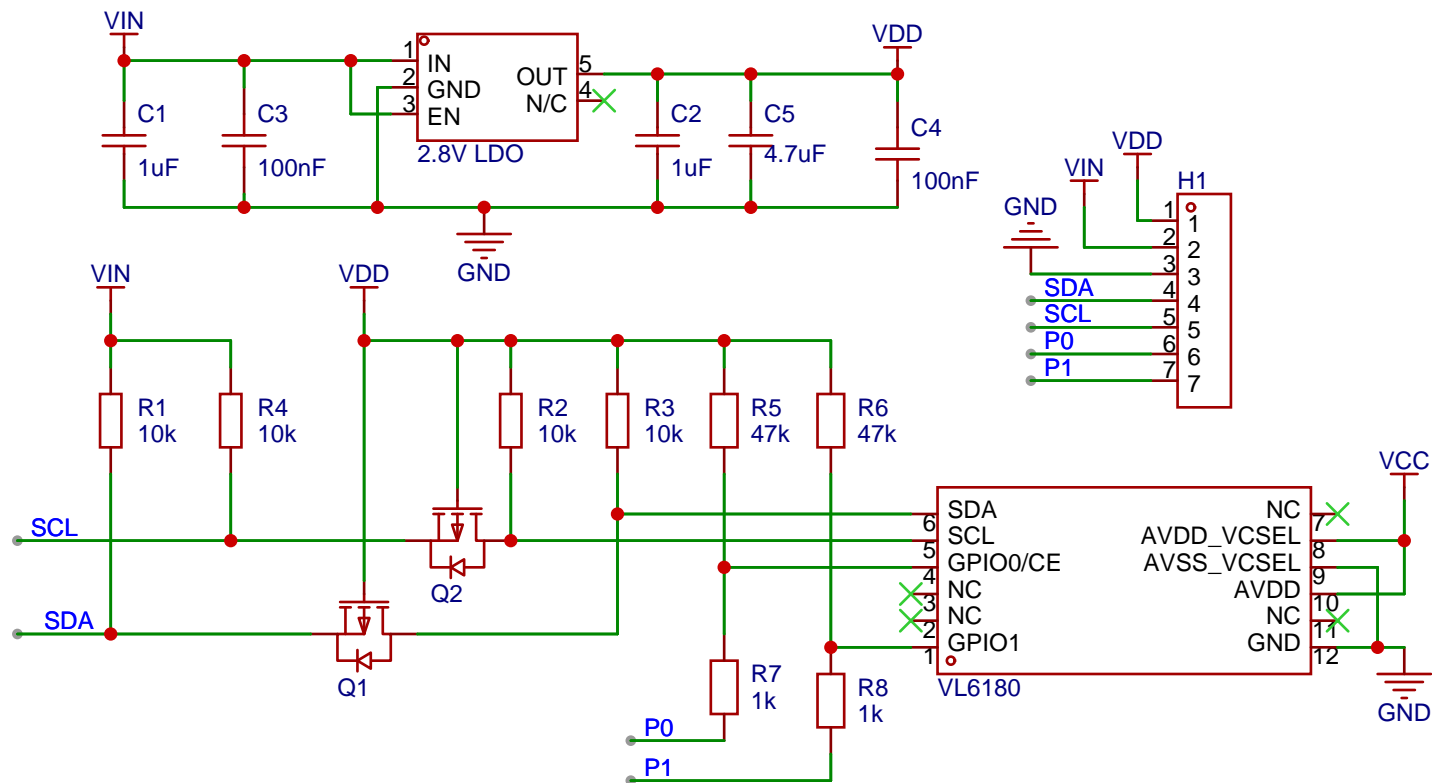 VIN
VDD
1
IN
OUT
5
2
GND
N/C
4
3
EN
2.8V LDO
C1
1uF
C3
100nF
C2
1uF
C5
4.7uF
C4
100nF
GND
VDD
VIN
GND
H1
1
1
2
2
3
3
SDA
4
4
SCL
5
5
P0
6
6
P1
7
7
VIN
VDD
R1
10k
R4
10k
R2
10k
R3
10k
R5
47k
R6
47k
SCL
SDA
Q2
Q1
R7
1k
R8
1k
P0
P1
VCC
SDA
6
SCL
5
GPIO0/CE
4
NC
3
NC
2
GPIO1
1
NC
7
AVDD_VCSEL
8
AVSS_VCSEL
9
AVDD
10
NC
11
GND
12
VL6180
GND